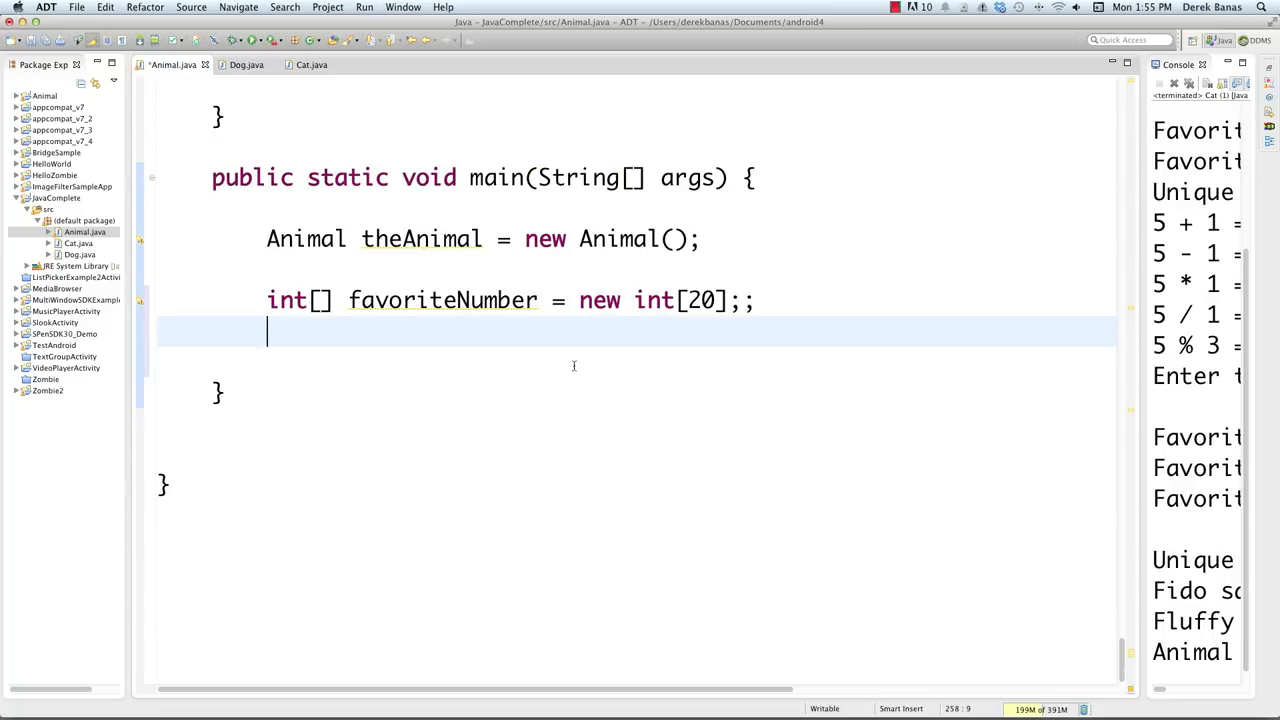 ADT File Edit Refactor Source Navigate Search Project Run Window Help 10 Mon 1:55 PM Derek Banas
Java - JavaComplete/src/Animal.java - ADT - /Users/derekbanas/Documents/android4
Quick Access Java DDMS
Package Exp *Animal.java Dog.java Cat.java Console
<terminated> Cat (1) [Java
Animal
appcompat_v7
appcompat_v7_2
appcompat_v7_3
appcompat_v7_4
BridgeSample
HelloWorld
HelloZombie
ImageFilterSampleApp
JavaComplete
src
(default package)
Animal.java
Cat.java
Dog.java
JRE System Library [Ja
ListPickerExample2Activi
MediaBrowser
MultiWindowSDKExample
MusicPlayerActivity
SlookActivity
SPenSDK30_Demo
TestAndroid
TextGroupActivity
VideoPlayerActivity
Zombie
Zombie2
}
public static void main(String[] args) {
Animal theAnimal = new Animal();
int[] favoriteNumber = new int[20];;
}
}
Favorit
Favorit
Unique
5 + 1 =
5 - 1 =
5 * 1 =
5 / 1 =
5 % 3 =
Enter t
Favorit
Favorit
Favorit
Unique
Fido sa
Fluffy
Animal
Writable Smart Insert 258 : 9 199M of 391M